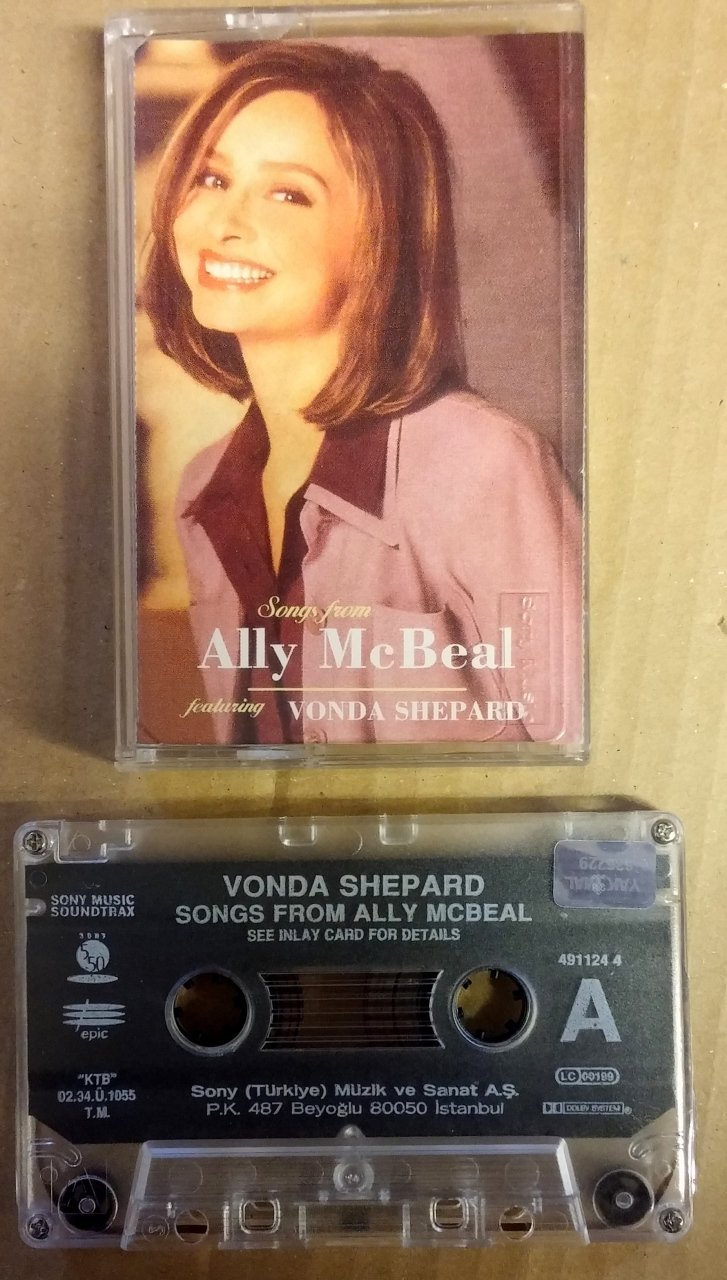 Songs from
Ally McBeal
featuring VONDA SHEPARD
VONDA SHEPARD
SONGS FROM ALLY MCBEAL
SEE INLAY CARD FOR DETAILS
SONY MUSIC
SOUNDTRAX
SONY
550
epic
491124 4
A
LC 00199
DOLBY SYSTEM
"KTB"
02.34.Ü.1055
T.M.
Sony (Türkiye) Müzik ve Sanat A.Ş.
P.K. 487 Beyoğlu 80050 İstanbul